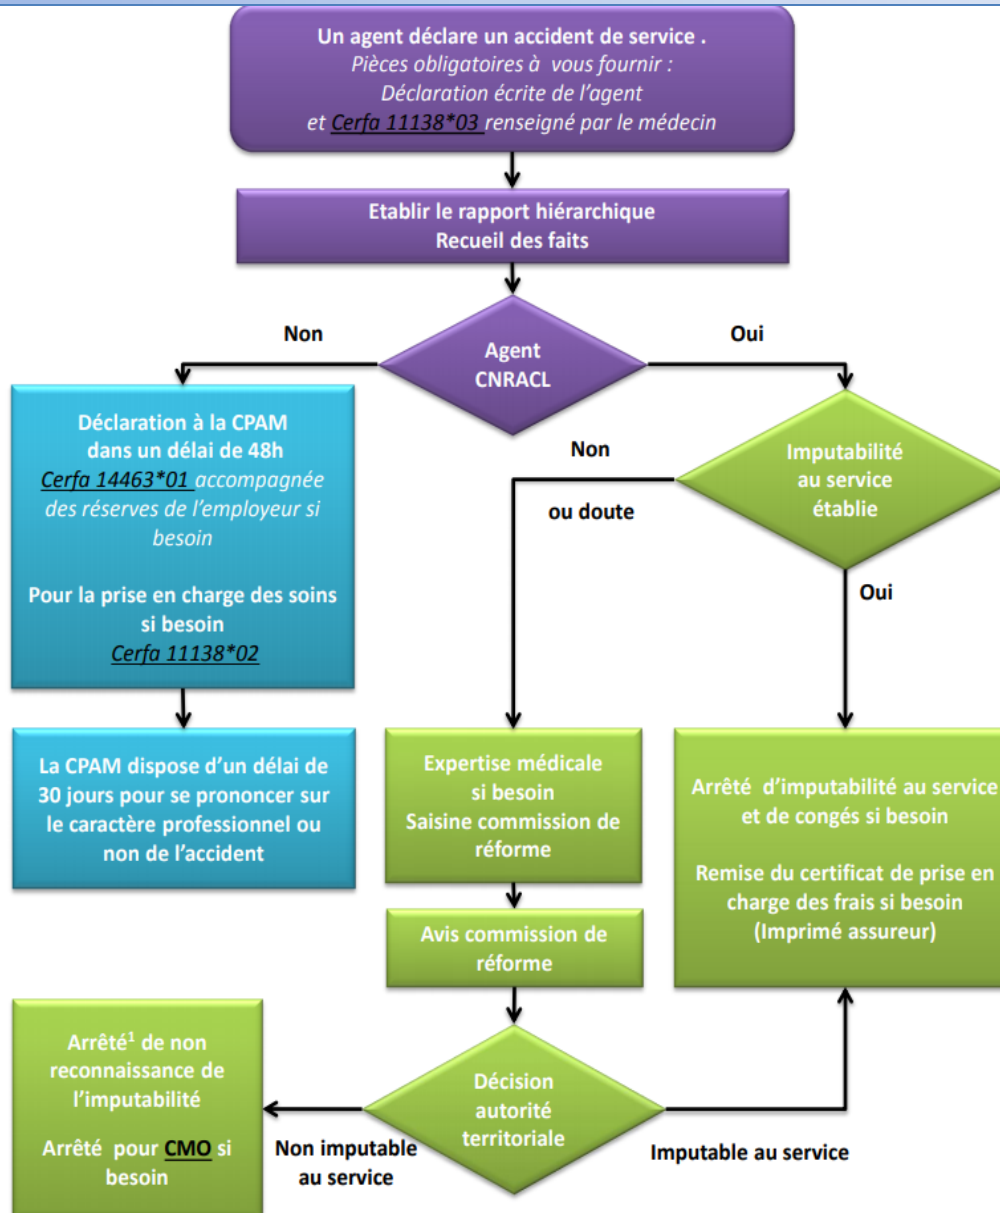 Un agent déclare un accident de service .
Pièces obligatoires à vous fournir :
Déclaration écrite de l'agent
et Cerfa 11138*03 renseigné par le médecin
Etablir le rapport hiérarchique
Recueil des faits
Non
Agent
CNRACL
Oui
Déclaration à la CPAM
dans un délai de 48h
Cerfa 14463*01 accompagnée
des réserves de l'employeur si
besoin
Pour la prise en charge des soins
si besoin
Cerfa 11138*02
Non
ou doute
Imputabilité
au service
établie
Oui
La CPAM dispose d'un délai de
30 jours pour se prononcer sur
le caractère professionnel ou
non de l'accident
Expertise médicale
si besoin
Saisine commission de
réforme
Arrêté d'imputabilité au service
et de congés si besoin
Remise du certificat de prise en
charge des frais si besoin
(Imprimé assureur)
Avis commission de
réforme
Arrêté¹ de non
reconnaissance de
l'imputabilité
Arrêté pour CMO si
besoin
Non imputable
au service
Décision
autorité
territoriale
Imputable au service